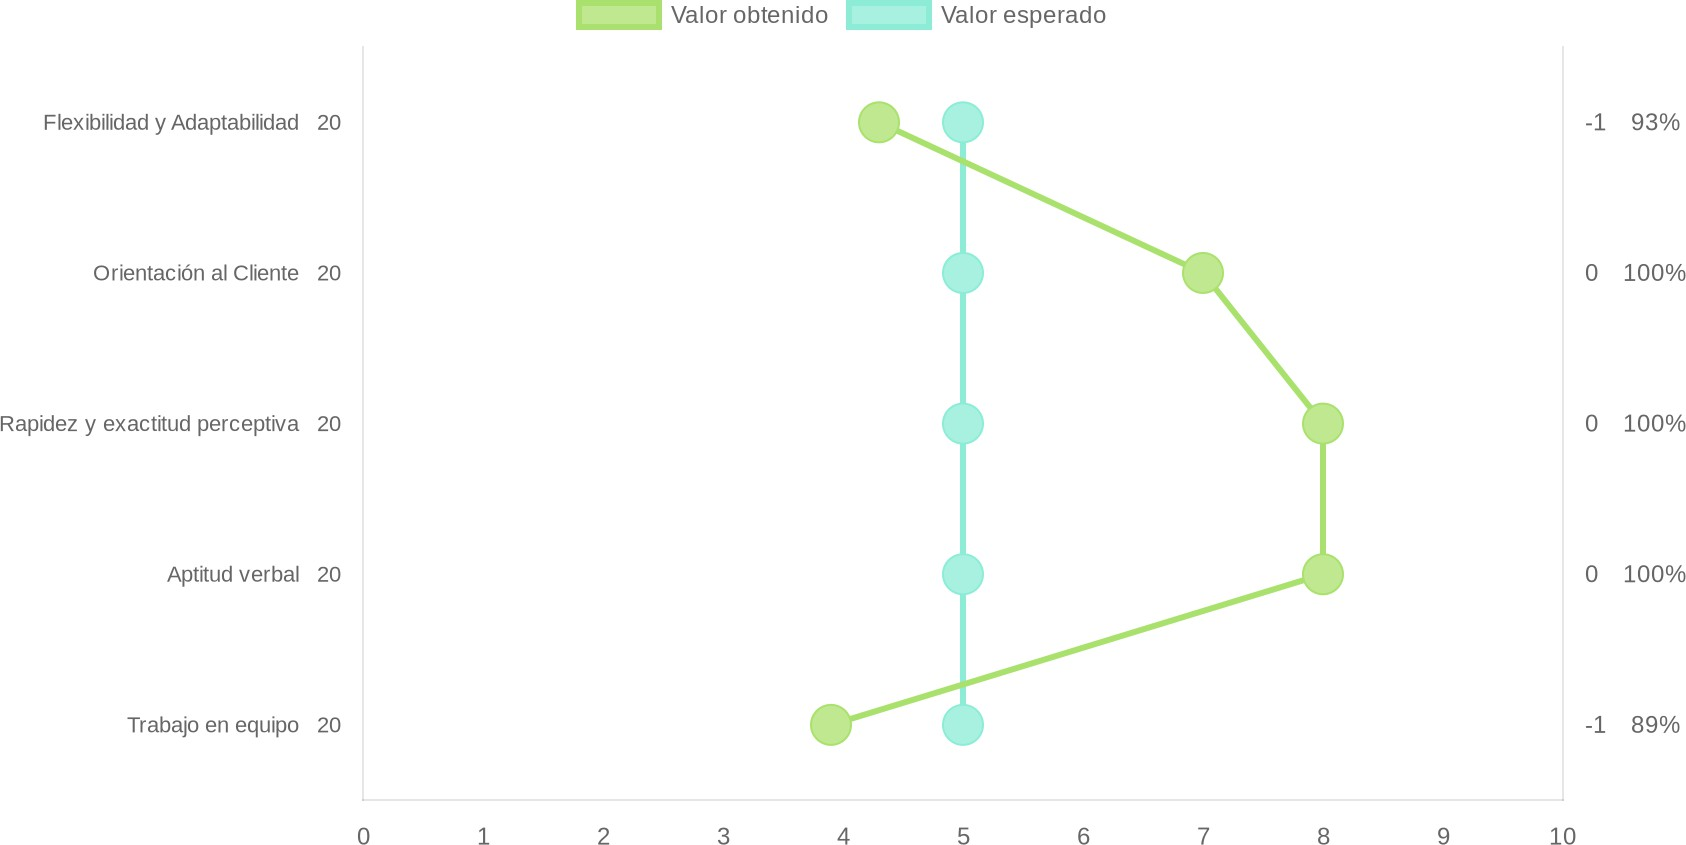 Valor obtenido Valor esperado
Flexibilidad y Adaptabilidad 20 -1 93%
Orientación al Cliente 20 0 100%
Rapidez y exactitud perceptiva 20 0 100%
Aptitud verbal 20 0 100%
Trabajo en equipo 20 -1 89%
0 1 2 3 4 5 6 7 8 9 10